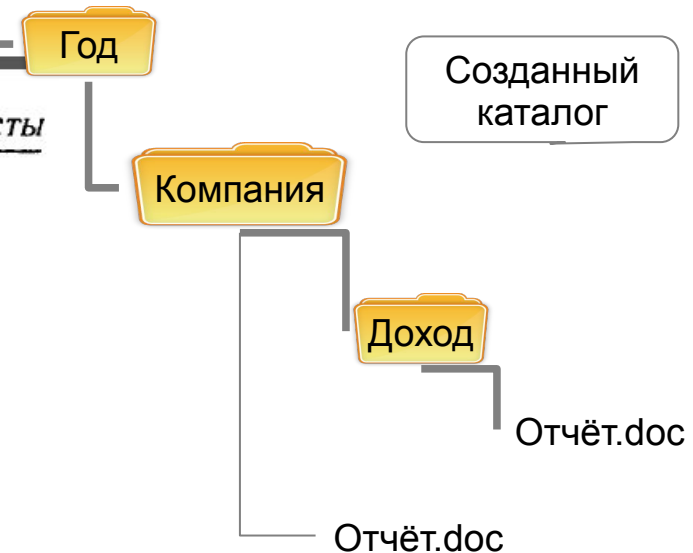 Год
Созданный
каталог
Компания
Доход
Отчёт.doc
Отчёт.doc